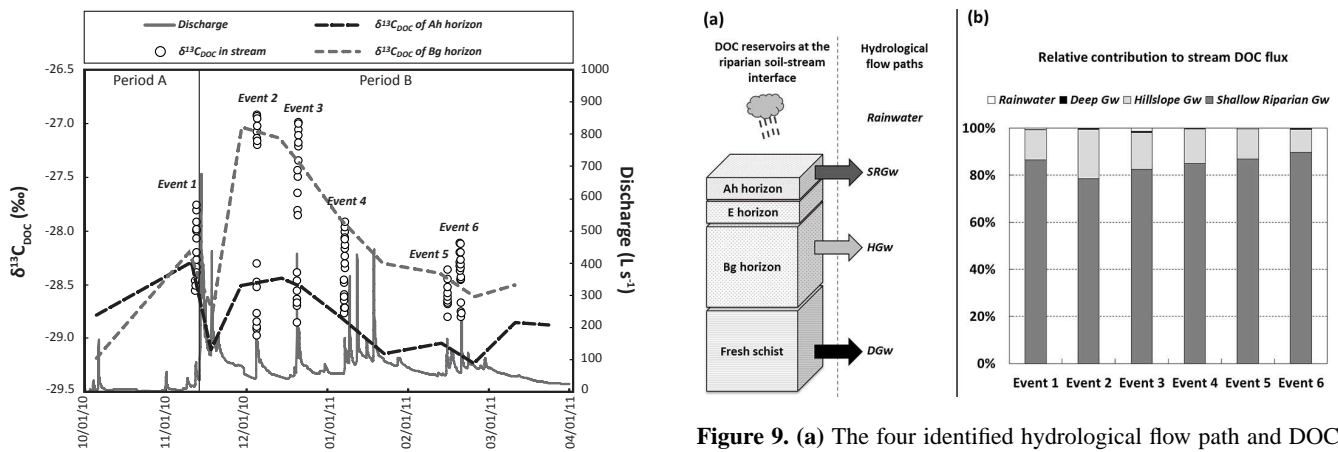 Discharge
δ¹³C_DOC of Ah horizon
δ¹³C_DOC in stream
δ¹³C_DOC of Bg horizon
Period A
Period B
Event 1
Event 2
Event 3
Event 4
Event 5
Event 6
δ¹³C_DOC (‰)
-26.5
-27.0
-27.5
-28.0
-28.5
-29.0
-29.5
Discharge (L s⁻¹)
1000
900
800
700
600
500
400
300
200
100
0
10/01/10
11/01/10
12/01/10
01/01/11
02/01/11
03/01/11
04/01/11
(a)
DOC reservoirs at the
riparian soil-stream
interface
Hydrological
flow paths
Rainwater
Ah horizon
SRGw
E horizon
Bg horizon
HGw
Fresh schist
DGw
(b)
Relative contribution to stream DOC flux
Rainwater
Deep Gw
Hillslope Gw
Shallow Riparian Gw
100%
80%
60%
40%
20%
0%
Event 1
Event 2
Event 3
Event 4
Event 5
Event 6
Figure 9. (a) The four identified hydrological flow path and DOC